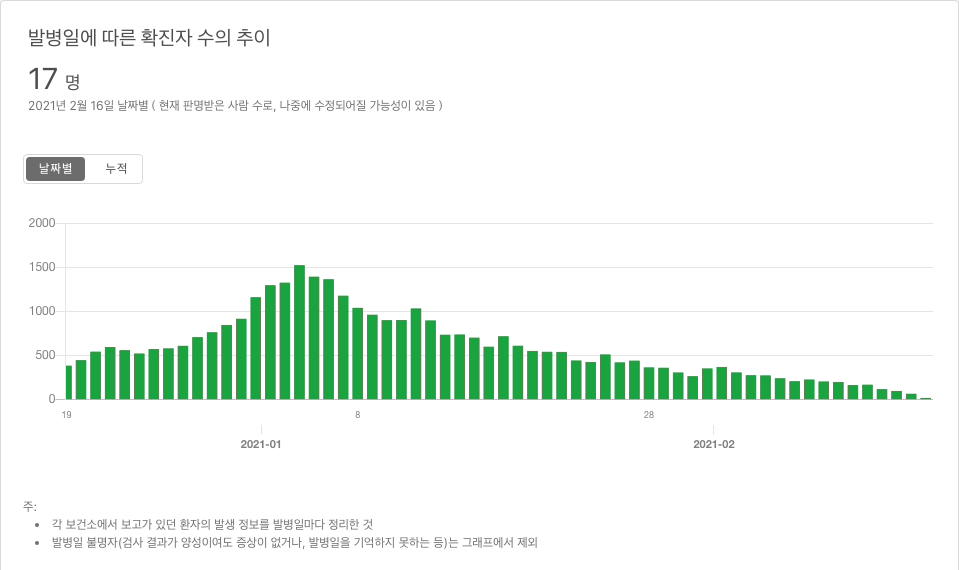 발병일에 따른 확진자 수의 추이
17 명
2021년 2월 16일 날짜별 ( 현재 판명받은 사람 수로, 나중에 수정되어질 가능성이 있음 )
날짜별 누적
2000
1500
1000
500
0
19 8 28
2021-01 2021-02
주:
• 각 보건소에서 보고가 있던 환자의 발생 정보를 발병일마다 정리한 것
• 발병일 불명자(검사 결과가 양성이여도 증상이 없거나, 발병일을 기억하지 못하는 등)는 그래프에서 제외